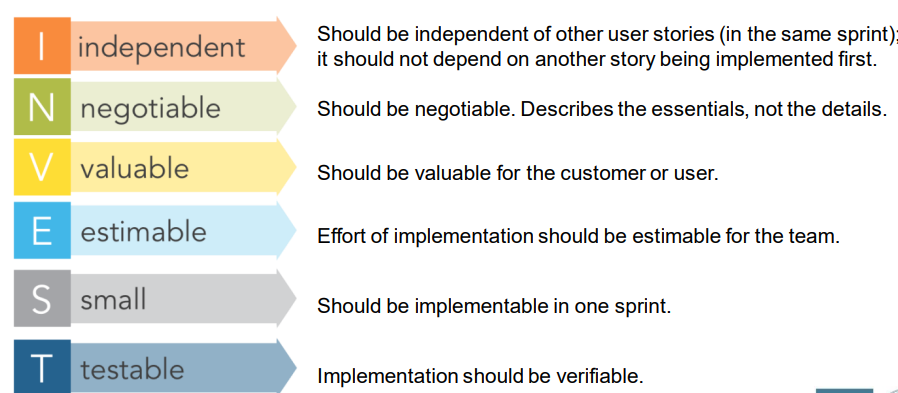 I independent Should be independent of other user stories (in the same sprint);
it should not depend on another story being implemented first.
N negotiable Should be negotiable. Describes the essentials, not the details.
V valuable Should be valuable for the customer or user.
E estimable Effort of implementation should be estimable for the team.
S small Should be implementable in one sprint.
T testable Implementation should be verifiable.